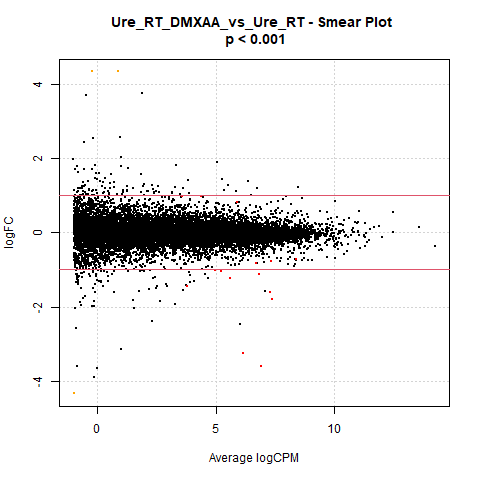 Ure_RT_DMXAA_vs_Ure_RT - Smear Plot
p < 0.001
4
2
0
-2
-4
logFC
0 5 10
Average logCPM